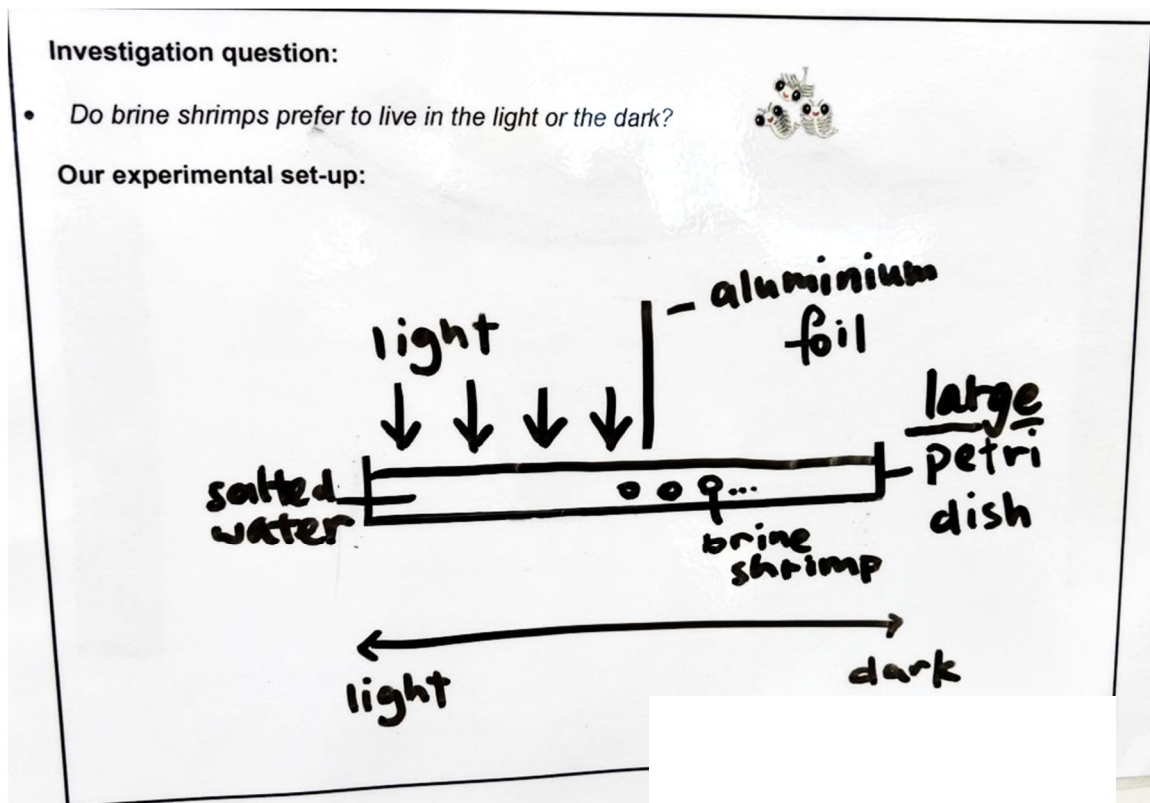 Investigation question:
• Do brine shrimps prefer to live in the light or the dark?
Our experimental set-up:
aluminium
foil
light
large
petri
dish
salted
water
brine
shrimp
light
dark